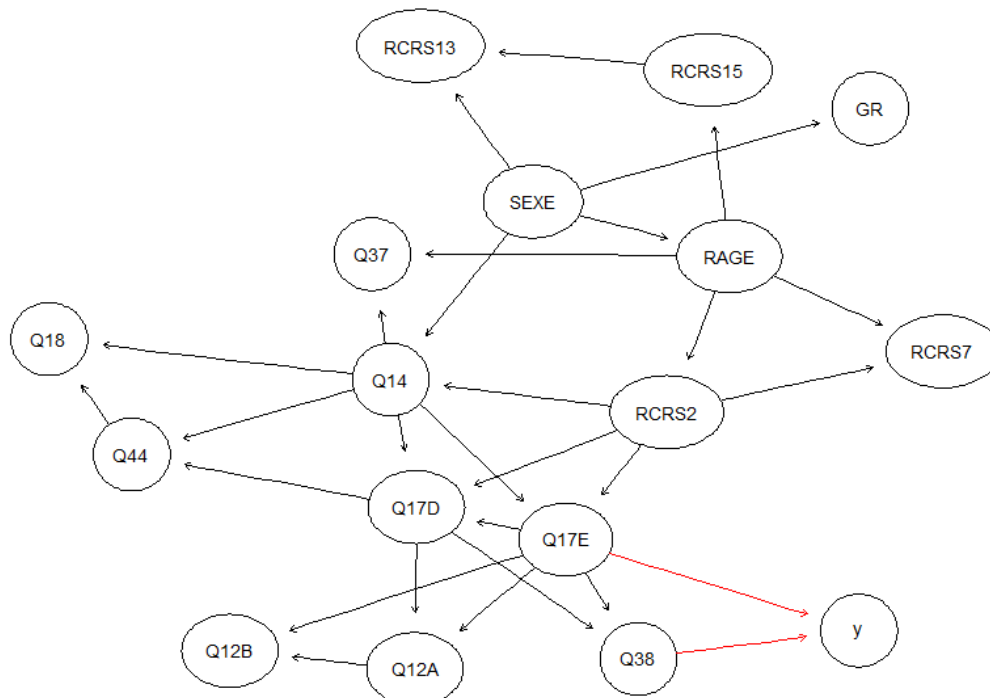 RCRS13
RCRS15
GR
SEXE
Q37
RAGE
Q18
RCRS7
Q14
RCRS2
Q44
Q17D
Q17E
y
Q12B
Q38
Q12A